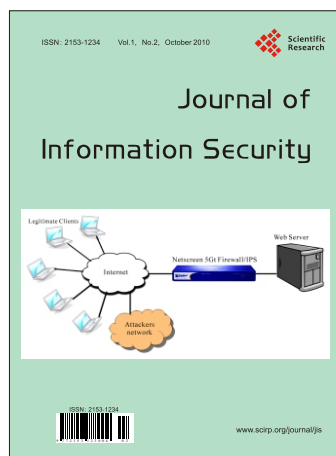 ISSN: 2153-1234 Vol.1, No.2, October 2010
Scientific
Research
Journal of
Information Security
Legitimate Clients
Web Server
Internet
Netscreen 5Gt Firewall/IPS
Attackers
network
ISSN: 2153-1234
www.scirp.org/journal/jis